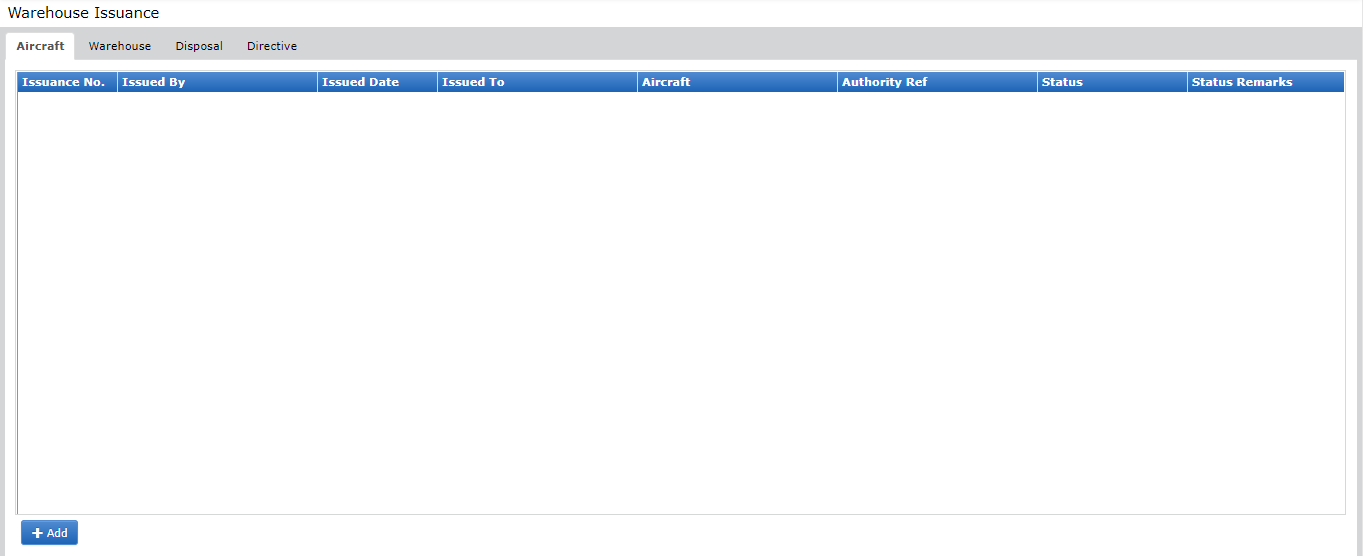 Warehouse Issuance
Aircraft Warehouse Disposal Directive
Issuance No. Issued By Issued Date Issued To Aircraft Authority Ref Status Status Remarks
Add